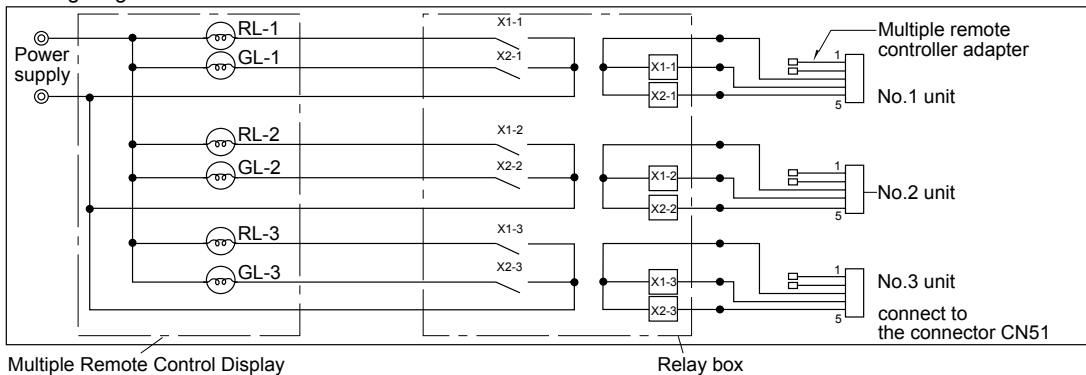 Power
supply
RL-1
GL-1
X1-1
X2-1
X1-1
X2-1
Multiple remote
controller adapter
1
5
No.1 unit
RL-2
GL-2
X1-2
X2-2
X1-2
X2-2
1
5
No.2 unit
RL-3
GL-3
X1-3
X2-3
X1-3
X2-3
1
5
No.3 unit
connect to
the connector CN51
Multiple Remote Control Display
Relay box